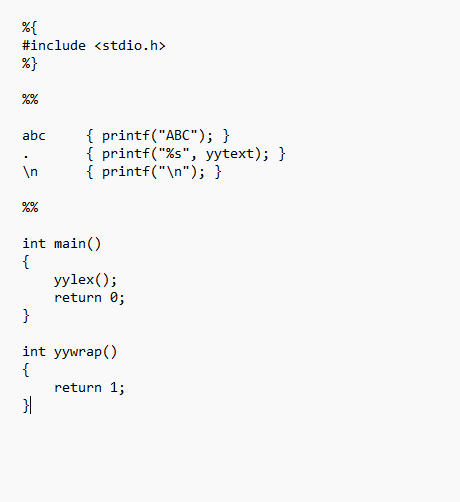 %{
#include <stdio.h>
%}
%%
abc     { printf("ABC"); }
.       { printf("%s", yytext); }
\n      { printf("\n"); }
%%
int main()
{
    yylex();
    return 0;
}
int yywrap()
{
    return 1;
}